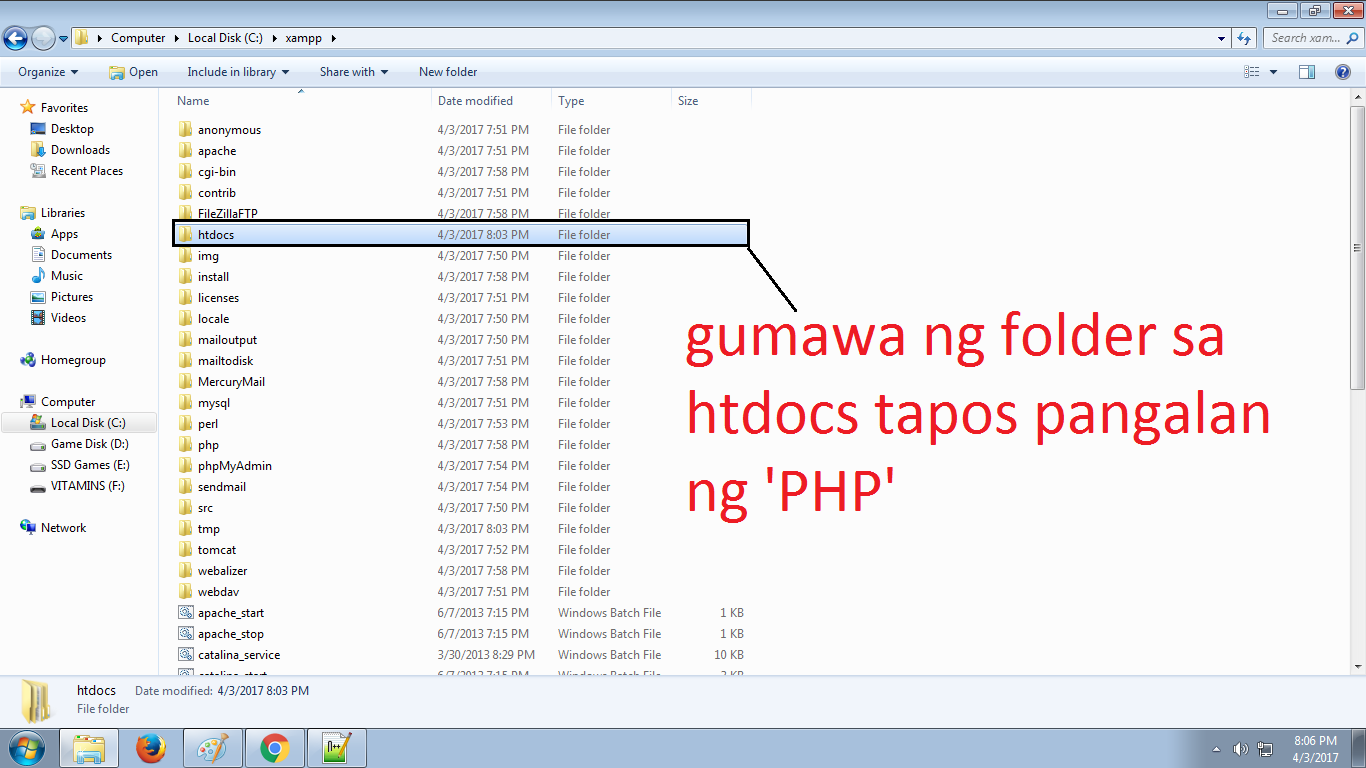 Computer Local Disk (C:) xampp Search xam...
Organize Open Include in library Share with New folder
Name Date modified Type Size
Favorites
Desktop
Downloads
Recent Places
Libraries
Apps
Documents
Music
Pictures
Videos
Homegroup
Computer
Local Disk (C:)
Game Disk (D:)
SSD Games (E:)
VITAMINS (F:)
Network
anonymous 4/3/2017 7:51 PM File folder
apache 4/3/2017 7:51 PM File folder
cgi-bin 4/3/2017 7:58 PM File folder
contrib 4/3/2017 7:51 PM File folder
FileZillaFTP 4/3/2017 7:58 PM File folder
htdocs 4/3/2017 8:03 PM File folder
img 4/3/2017 7:50 PM File folder
install 4/3/2017 7:58 PM File folder
licenses 4/3/2017 7:51 PM File folder
locale 4/3/2017 7:50 PM File folder
mailoutput 4/3/2017 7:50 PM File folder
mailtodisk 4/3/2017 7:51 PM File folder
MercuryMail 4/3/2017 7:58 PM File folder
mysql 4/3/2017 7:51 PM File folder
perl 4/3/2017 7:53 PM File folder
php 4/3/2017 7:58 PM File folder
phpMyAdmin 4/3/2017 7:54 PM File folder
sendmail 4/3/2017 7:54 PM File folder
src 4/3/2017 7:50 PM File folder
tmp 4/3/2017 8:03 PM File folder
tomcat 4/3/2017 7:52 PM File folder
webalizer 4/3/2017 7:58 PM File folder
webdav 4/3/2017 7:51 PM File folder
apache_start 6/7/2013 7:15 PM Windows Batch File 1 KB
apache_stop 6/7/2013 7:15 PM Windows Batch File 1 KB
catalina_service 3/30/2013 8:29 PM Windows Batch File 10 KB
gumawa ng folder sa
htdocs tapos pangalan
ng 'PHP'
htdocs Date modified: 4/3/2017 8:03 PM
File folder
8:06 PM
4/3/2017